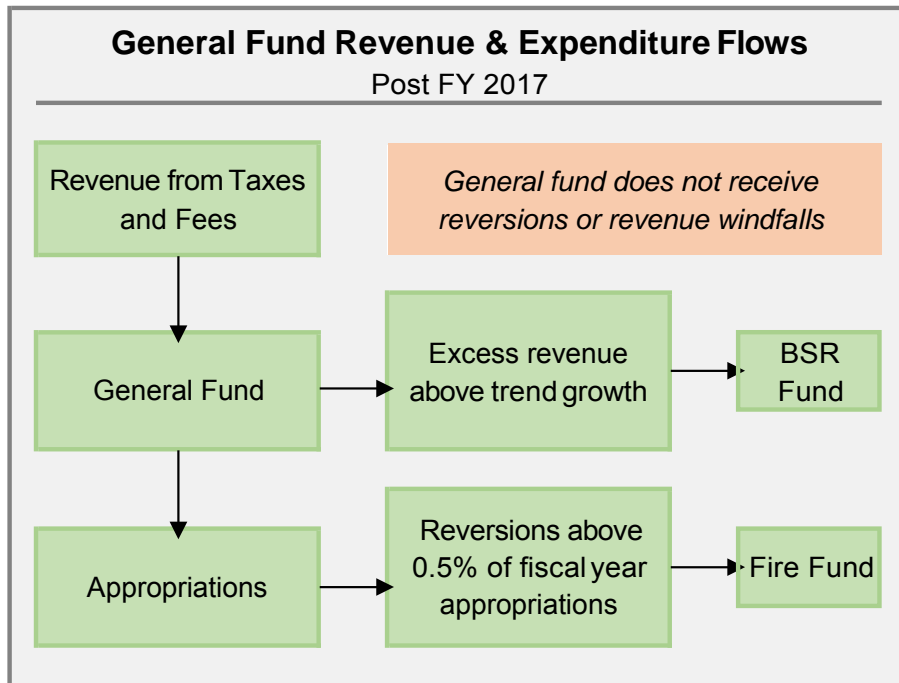 General Fund Revenue & Expenditure Flows
Post FY 2017
Revenue from Taxes
and Fees
General fund does not receive
reversions or revenue windfalls
General Fund
Excess revenue
above trend growth
BSR
Fund
Appropriations
Reversions above
0.5% of fiscal year
appropriations
Fire Fund